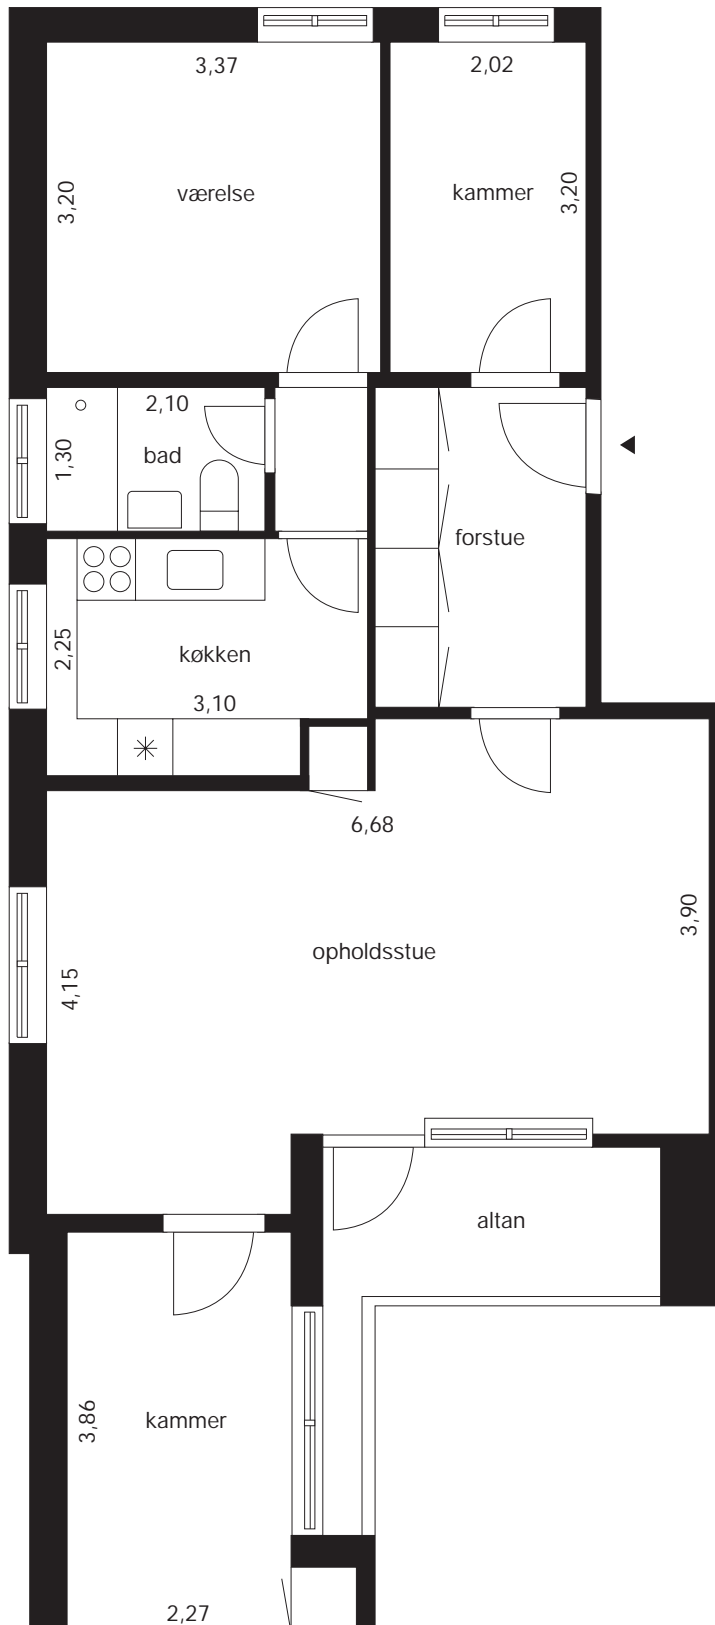 3,37
2,02
3,20
værelse
kammer
3,20
2,10
1,30
bad
forstue
2,25
køkken
3,10
6,68
3,90
opholdsstue
4,15
altan
3,86
kammer
2,27